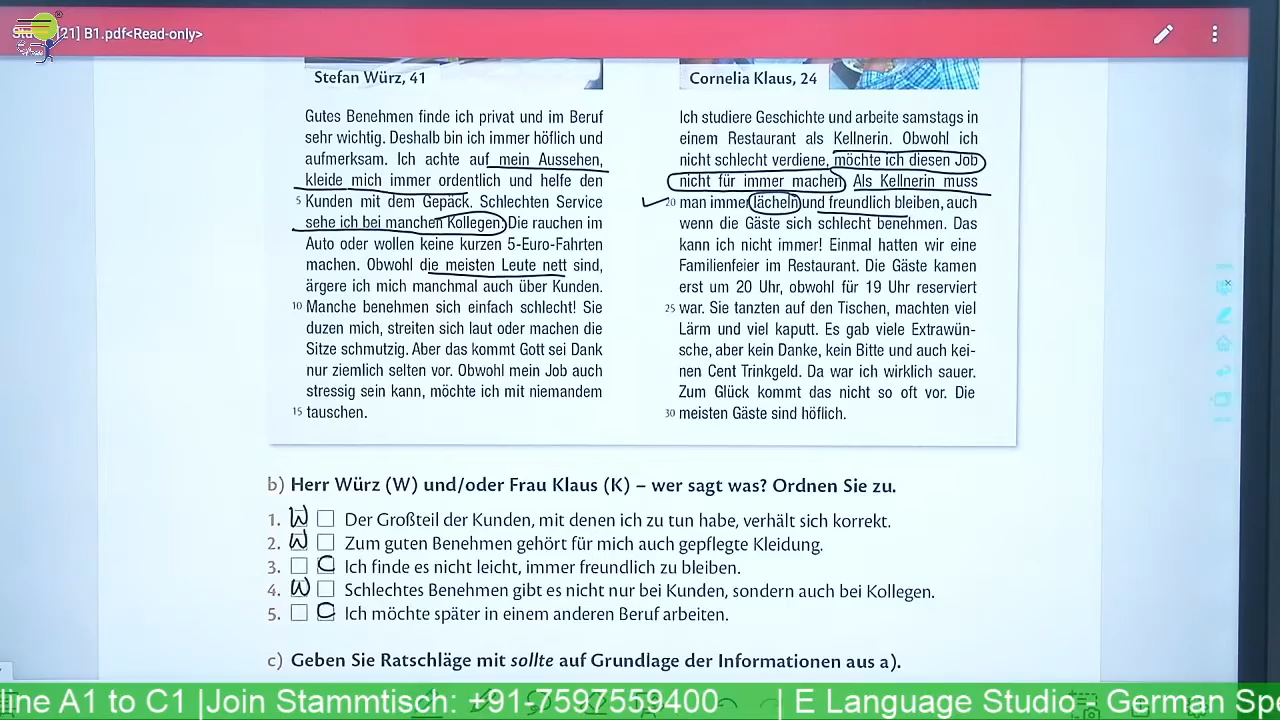 Stu [21] B1.pdf<Read-only>
Stefan Würz, 41
Gutes Benehmen finde ich privat und im Beruf
sehr wichtig. Deshalb bin ich immer höflich und
aufmerksam. Ich achte auf mein Aussehen,
kleide mich immer ordentlich und helfe den
5 Kunden mit dem Gepäck. Schlechten Service
sehe ich bei manchen Kollegen. Die rauchen im
Auto oder wollen keine kurzen 5-Euro-Fahrten
machen. Obwohl die meisten Leute nett sind,
ärgere ich mich manchmal auch über Kunden.
10 Manche benehmen sich einfach schlecht! Sie
duzen mich, streiten sich laut oder machen die
Sitze schmutzig. Aber das kommt Gott sei Dank
nur ziemlich selten vor. Obwohl mein Job auch
stressig sein kann, möchte ich mit niemandem
15 tauschen.
Cornelia Klaus, 24
Ich studiere Geschichte und arbeite samstags in
einem Restaurant als Kellnerin. Obwohl ich
nicht schlecht verdiene, möchte ich diesen Job
nicht für immer machen. Als Kellnerin muss
20 man immer lächeln und freundlich bleiben, auch
wenn die Gäste sich schlecht benehmen. Das
kann ich nicht immer! Einmal hatten wir eine
Familienfeier im Restaurant. Die Gäste kamen
erst um 20 Uhr, obwohl für 19 Uhr reserviert
25 war. Sie tanzten auf den Tischen, machten viel
Lärm und viel kaputt. Es gab viele Extrawün-
sche, aber kein Danke, kein Bitte und auch kei-
nen Cent Trinkgeld. Da war ich wirklich sauer.
Zum Glück kommt das nicht so oft vor. Die
30 meisten Gäste sind höflich.
b) Herr Würz (W) und/oder Frau Klaus (K) – wer sagt was? Ordnen Sie zu.
1. W Der Großteil der Kunden, mit denen ich zu tun habe, verhält sich korrekt.
2. W Zum guten Benehmen gehört für mich auch gepflegte Kleidung.
3. C Ich finde es nicht leicht, immer freundlich zu bleiben.
4. W Schlechtes Benehmen gibt es nicht nur bei Kunden, sondern auch bei Kollegen.
5. C Ich möchte später in einem anderen Beruf arbeiten.
c) Geben Sie Ratschläge mit sollte auf Grundlage der Informationen aus a).
line A1 to C1 |Join Stammtisch: +91-7597559400 | E Language Studio - German Spe